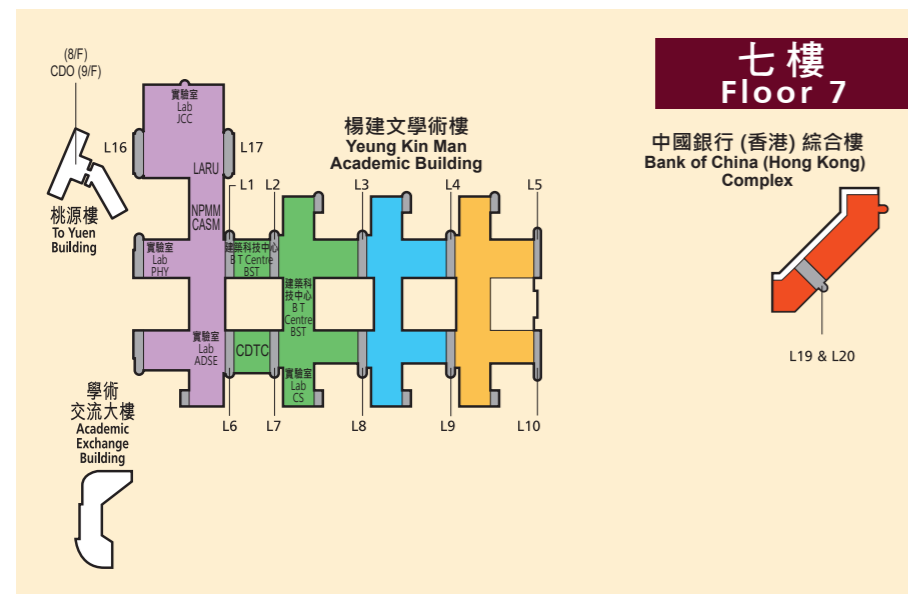 (8/F)
CDO (9/F)
桃源樓
To Yuen
Building
七樓
Floor 7
楊建文學術樓
Yeung Kin Man
Academic Building
中國銀行 (香港) 綜合樓
Bank of China (Hong Kong)
Complex
實驗室
Lab
JCC
L16
L17
LARU
L1
L2
L3
L4
L5
NPMM
CASM
實驗室
Lab
PHY
建築科技中心
B T Centre
BST
建築科
技中心
B T
Centre
BST
實驗室
Lab
ADSE
CDTC
實驗室
Lab
CS
L6
L7
L8
L9
L10
L19 & L20
學術
交流大樓
Academic
Exchange
Building